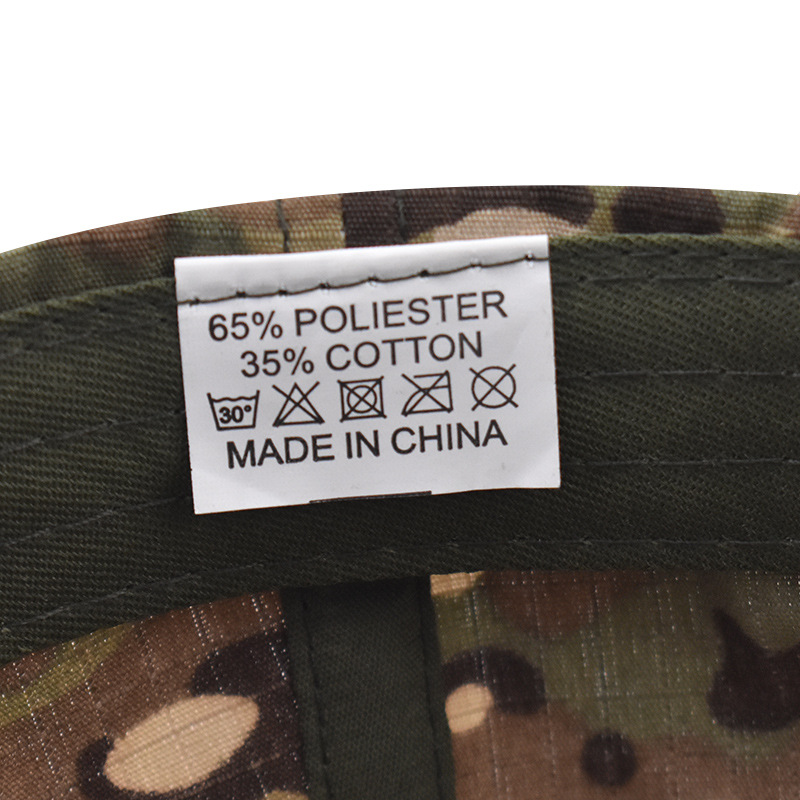 65% POLIESTER
35% COTTON
30°
MADE IN CHINA